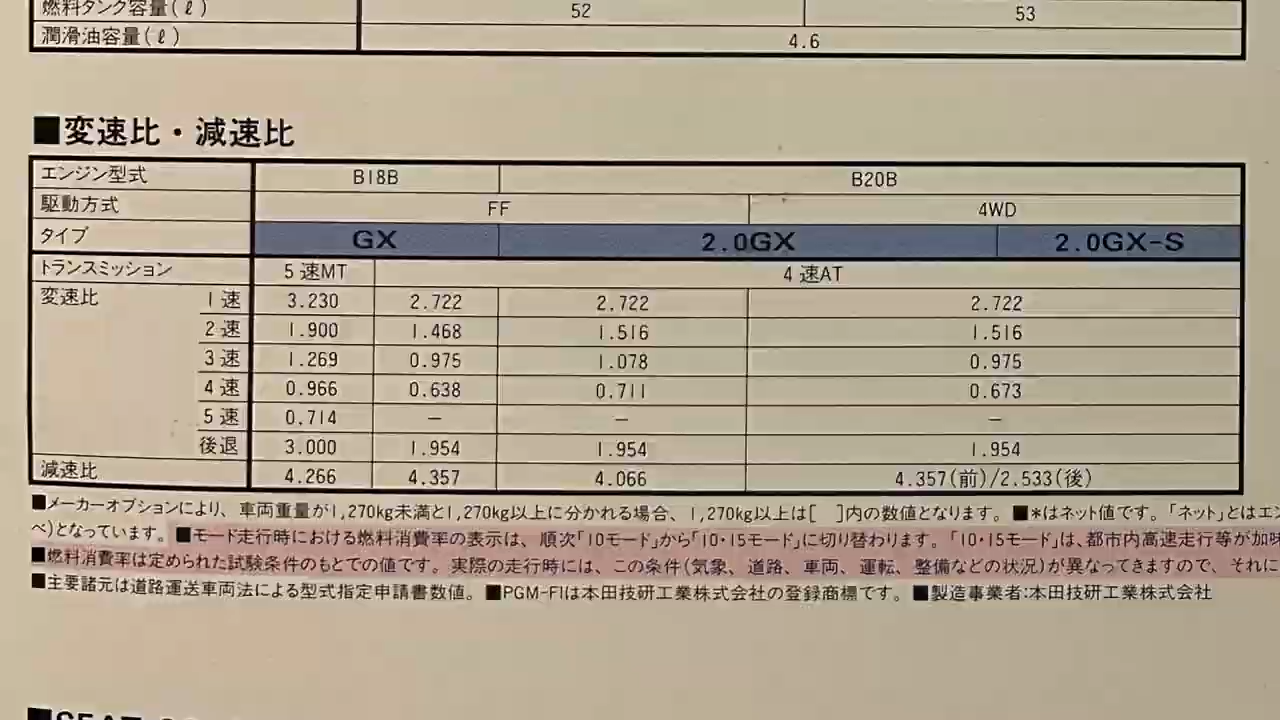 燃料タンク容量(ℓ) 52 53
潤滑油容量(ℓ) 4.6
■変速比・減速比
エンジン型式 B18B B20B
駆動方式 FF 4WD
タイプ GX 2.0GX 2.0GX-S
トランスミッション 5速MT 4速AT
変速比 1速 3.230 2.722 2.722 2.722
2速 1.900 1.468 1.516 1.516
3速 1.269 0.975 1.078 0.975
4速 0.966 0.638 0.711 0.673
5速 0.714 − − −
後退 3.000 1.954 1.954 1.954
減速比 4.266 4.357 4.066 4.357(前)/2.533(後)
■メーカーオプションにより、車両重量が1,270kg未満と1,270kg以上に分かれる場合、1,270kg以上は[ ]内の数値となります。■*はネット値です。「ネット」とはエン
べ)となっています。■モード走行時における燃料消費率の表示は、順次「10モード」から「10・15モード」に切り替わります。「10・15モード」は、都市内高速走行等が加味
■燃料消費率は定められた試験条件のもとでの値です。実際の走行時には、この条件(気象、道路、車両、運転、整備などの状況)が異なってきますので、それに
■主要諸元は道路運送車両法による型式指定申請書数値。■PGM-FIは本田技研工業株式会社の登録商標です。■製造事業者:本田技研工業株式会社